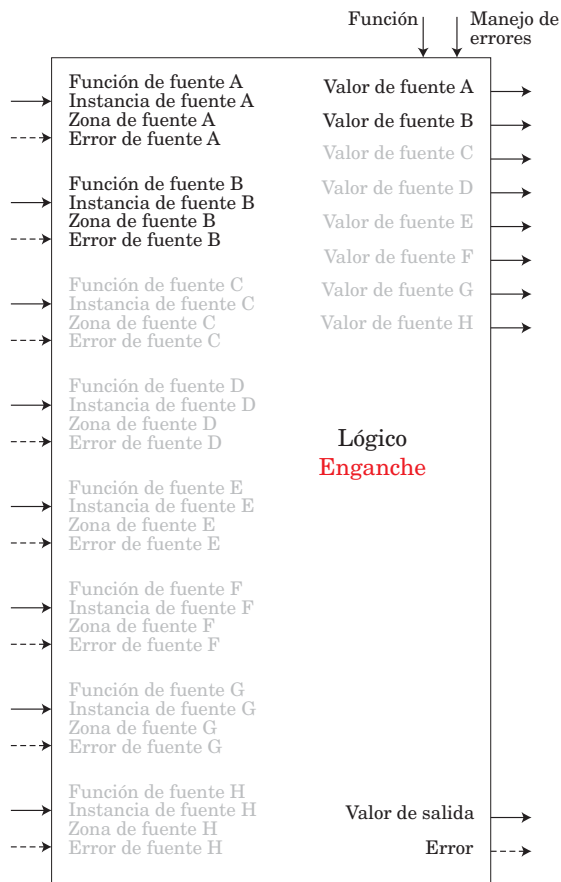 Función
Manejo de
errores
Función de fuente A
Instancia de fuente A
Zona de fuente A
Error de fuente A
Función de fuente B
Instancia de fuente B
Zona de fuente B
Error de fuente B
Función de fuente C
Instancia de fuente C
Zona de fuente C
Error de fuente C
Función de fuente D
Instancia de fuente D
Zona de fuente D
Error de fuente D
Función de fuente E
Instancia de fuente E
Zona de fuente E
Error de fuente E
Función de fuente F
Instancia de fuente F
Zona de fuente F
Error de fuente F
Función de fuente G
Instancia de fuente G
Zona de fuente G
Error de fuente G
Función de fuente H
Instancia de fuente H
Zona de fuente H
Error de fuente H
Valor de fuente A
Valor de fuente B
Valor de fuente C
Valor de fuente D
Valor de fuente E
Valor de fuente F
Valor de fuente G
Valor de fuente H
Lógico
Enganche
Valor de salida
Error